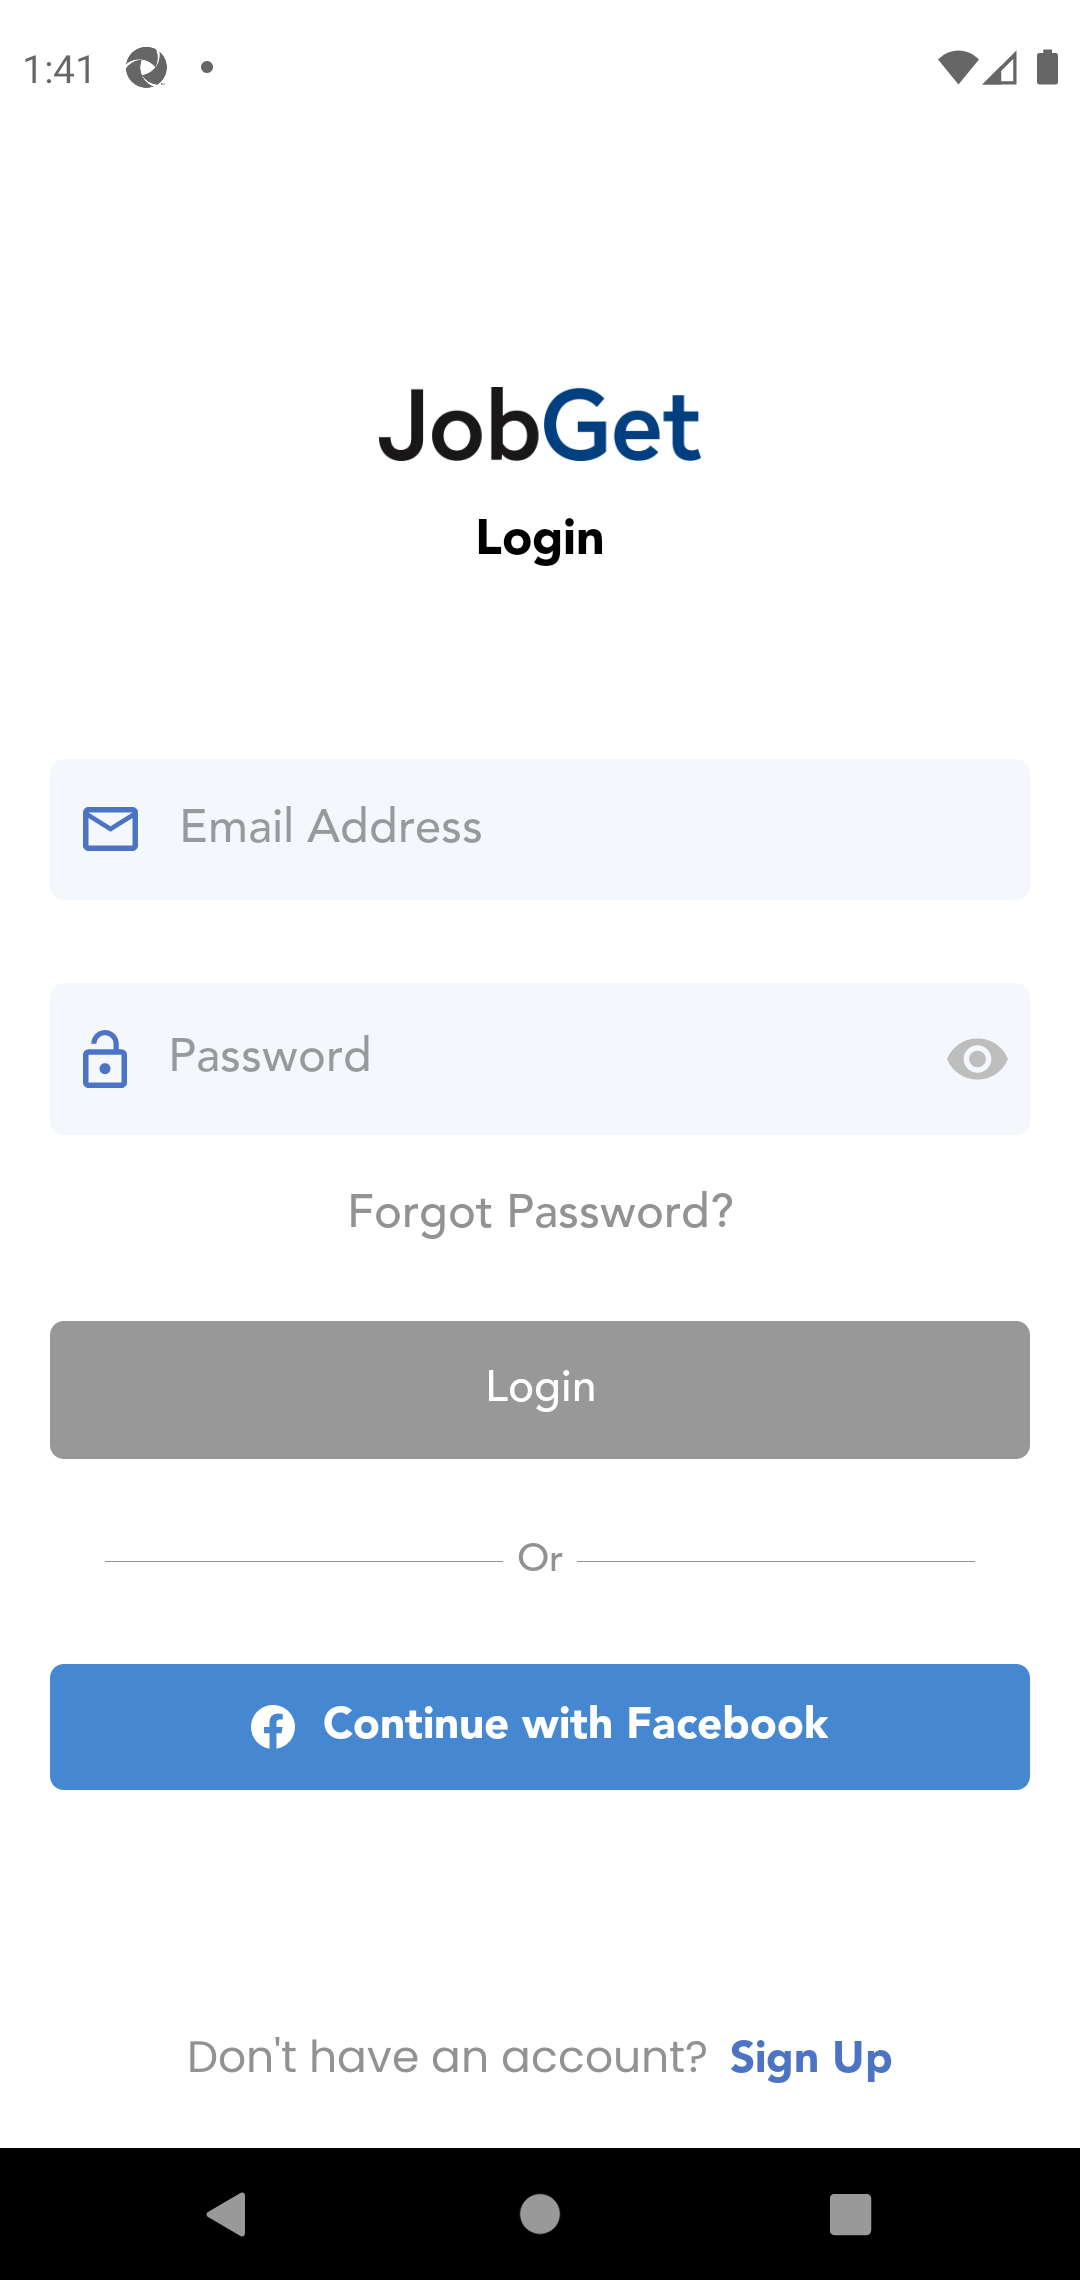 1:41
JobGet
Login
Email Address
Password
Forgot Password?
Login
Or
Continue with Facebook
Don't have an account? Sign Up